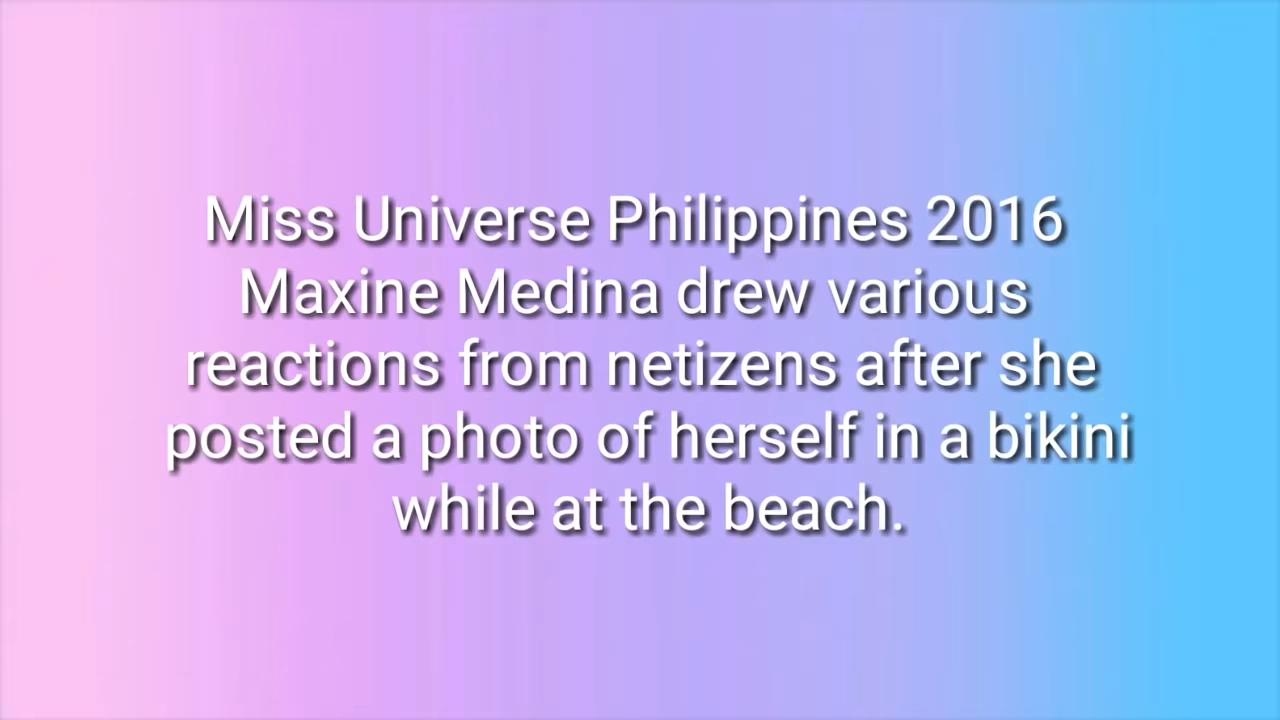 Miss Universe Philippines 2016
Maxine Medina drew various
reactions from netizens after she
posted a photo of herself in a bikini
while at the beach.